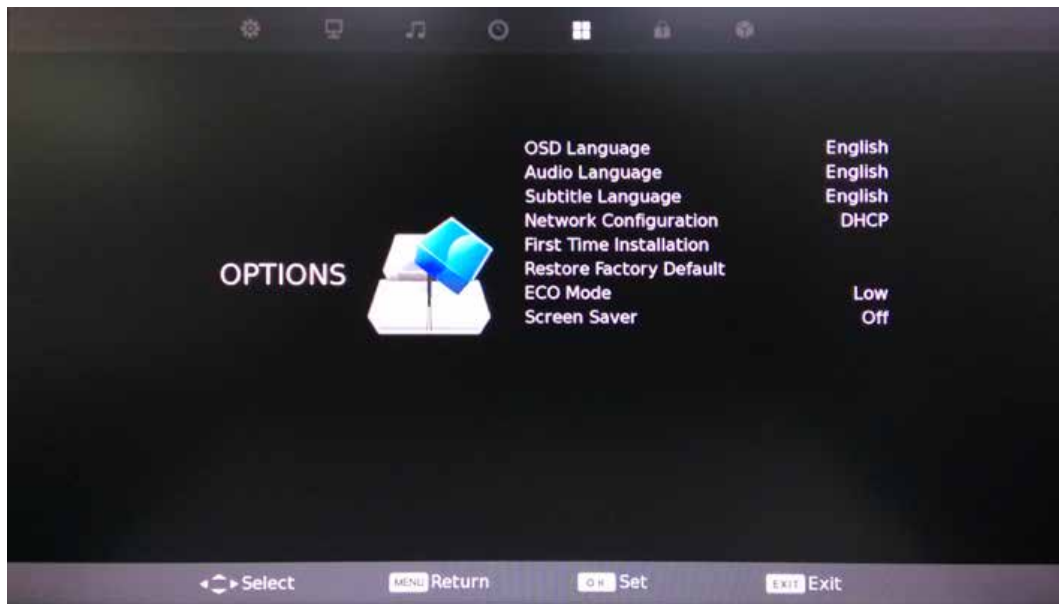 OPTIONS
OSD Language English
Audio Language English
Subtitle Language English
Network Configuration DHCP
First Time Installation
Restore Factory Default
ECO Mode Low
Screen Saver Off
Select MENU Return OK Set EXIT Exit